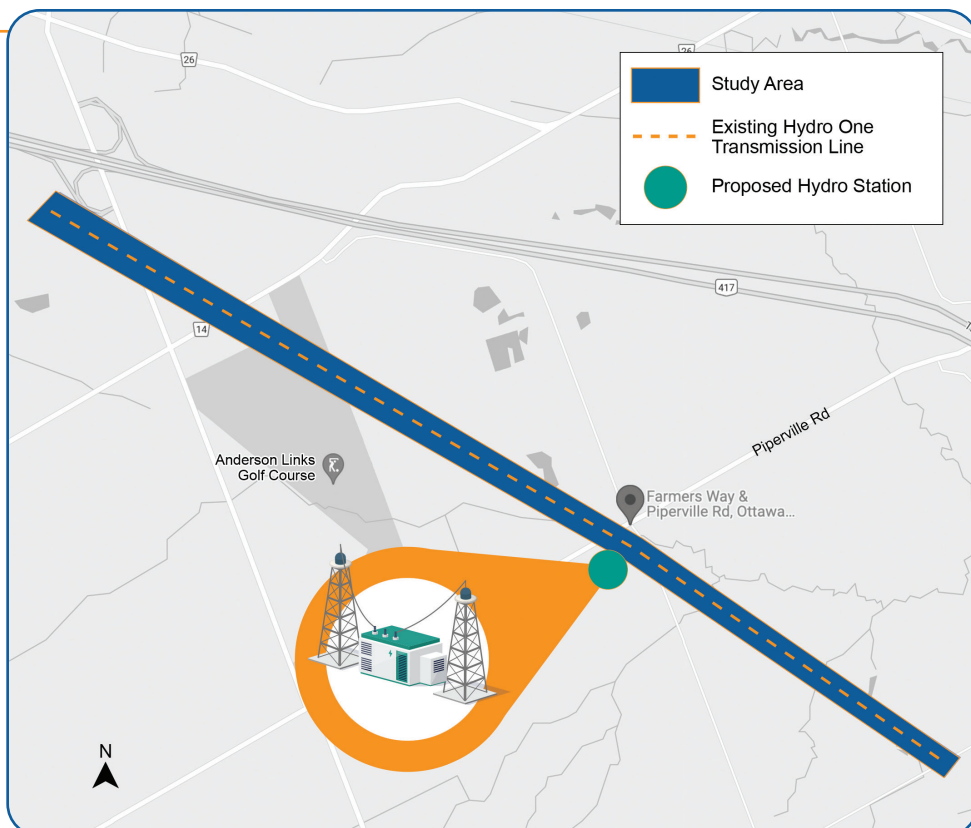 26
26
Study Area
Existing Hydro One
Transmission Line
Proposed Hydro Station
417
14
Piperville Rd
Anderson Links
Golf Course
Farmers Way &
Piperville Rd, Ottawa...
N